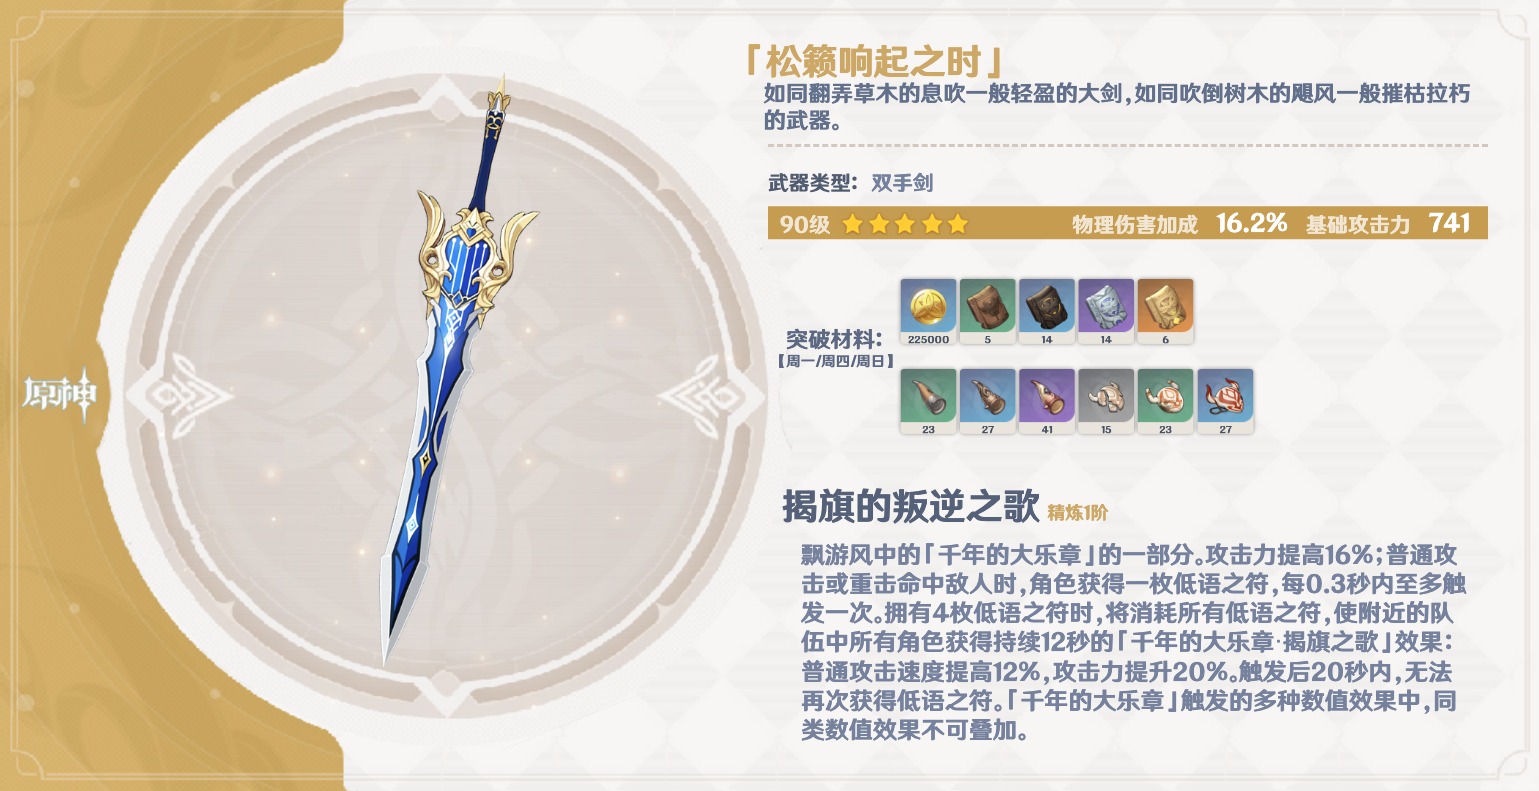 「松籁响起之时」
如同翻弄草木的息吹一般轻盈的大剑,如同吹倒树木的飓风一般摧枯拉朽
的武器。
武器类型: 双手剑
90级 物理伤害加成 16.2% 基础攻击力 741
225000 5 14 14 6
突破材料:
【周一/周四/周日】
23 27 41 15 23 27
原神
揭旗的叛逆之歌 精炼1阶
飘游风中的「千年的大乐章」的一部分。攻击力提高16%;普通攻
击或重击命中敌人时,角色获得一枚低语之符,每0.3秒内至多触
发一次。拥有4枚低语之符时,将消耗所有低语之符,使附近的队
伍中所有角色获得持续12秒的「千年的大乐章·揭旗之歌」效果:
普通攻击速度提高12%,攻击力提升20%。触发后20秒内,无法
再次获得低语之符。「千年的大乐章」触发的多种数值效果中,同
类数值效果不可叠加。